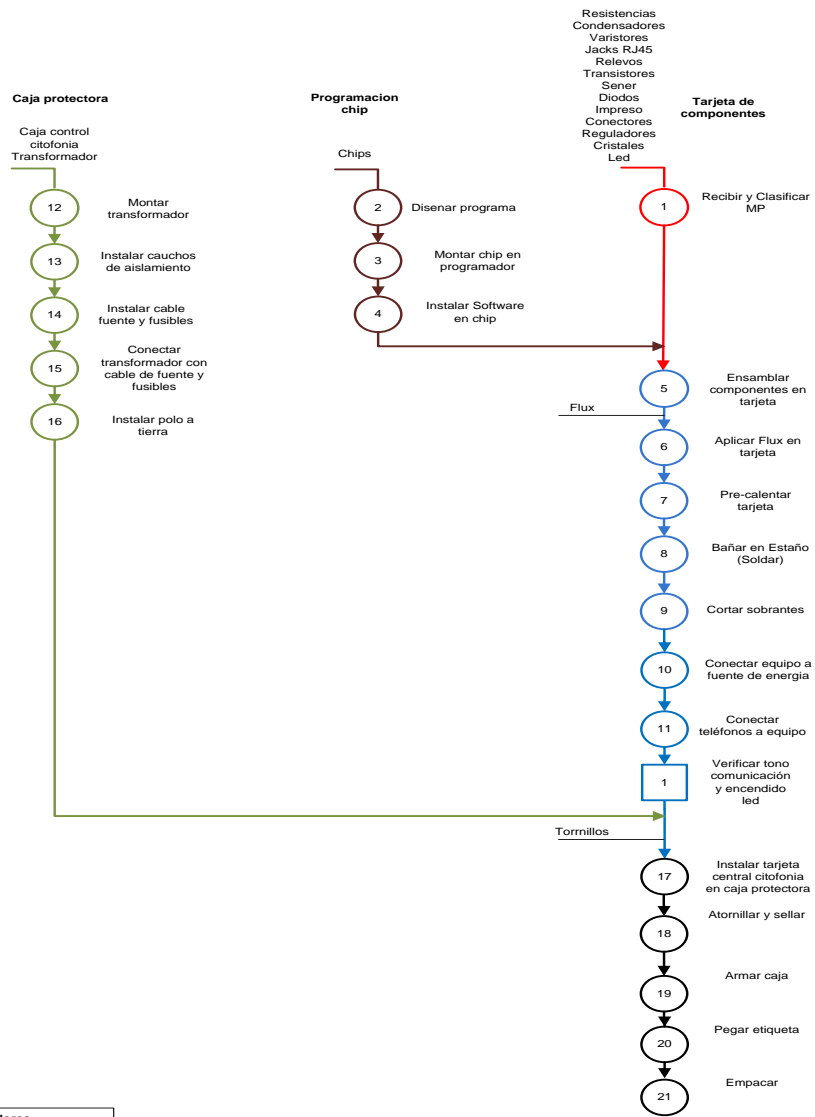 Caja protectora
Caja control
citofonia
Transformador
12
Montar
transformador
13
Instalar cauchos
de aislamiento
14
Instalar cable
fuente y fusibles
15
Conectar
transformador con
cable de fuente y
fusibles
16
Instalar polo a
tierra
Programacion
chip
Chips
2
Disenar programa
3
Montar chip en
programador
4
Instalar Software
en chip
Resistencias
Condensadores
Varistores
Jacks RJ45
Relevos
Transistores
Sener
Diodos
Impreso
Conectores
Reguladores
Cristales
Led
Tarjeta de
componentes
1
Recibir y Clasificar
MP
5
Ensamblar
componentes en
tarjeta
Flux
6
Aplicar Flux en
tarjeta
7
Pre-calentar
tarjeta
8
Bañar en Estaño
(Soldar)
9
Cortar sobrantes
10
Conectar equipo a
fuente de energia
11
Conectar
teléfonos a equipo
1
Verificar tono
comunicación
y encendido
led
Torrnillos
17
Instalar tarjeta
central citofonia
en caja protectora
18
Atornillar y sellar
19
Armar caja
20
Pegar etiqueta
21
Empacar